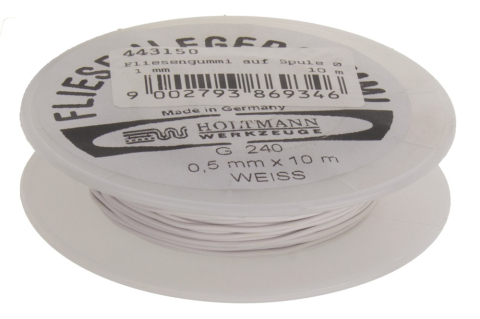 443150
Fliesengummi auf Spule Ø
1 mm 10 m
9 002793 869346
Made in Germany
HOLTMANN
WERKZEUGE
G 240
0,5 mm x 10 m
WEISS